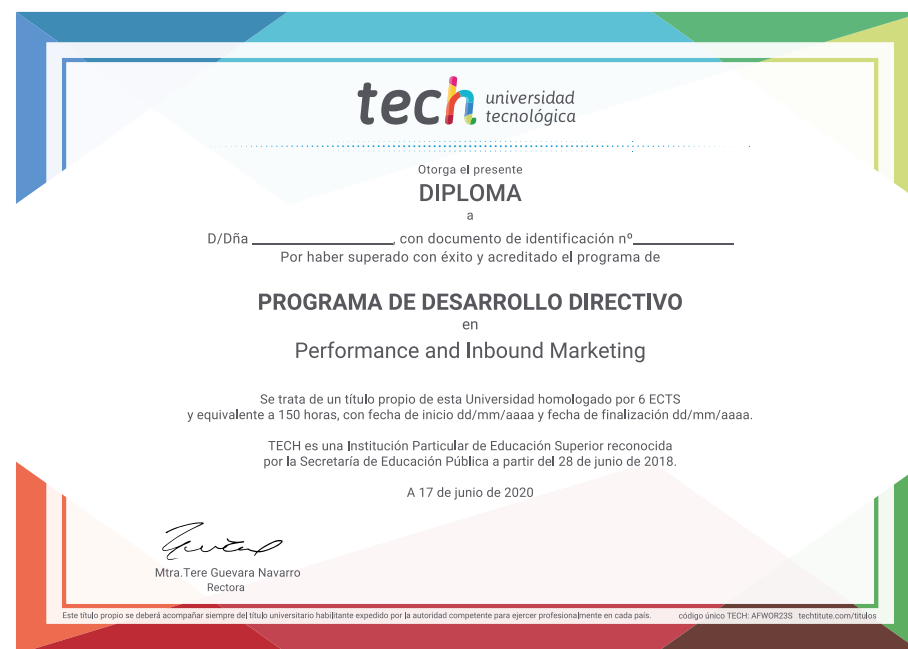 tech universidad
tecnológica
Otorga el presente
DIPLOMA
a
D/Dña ____________________, con documento de identificación nº______________
Por haber superado con éxito y acreditado el programa de
PROGRAMA DE DESARROLLO DIRECTIVO
en
Performance and Inbound Marketing
Se trata de un título propio de esta Universidad homologado por 6 ECTS
y equivalente a 150 horas, con fecha de inicio dd/mm/aaaa y fecha de finalización dd/mm/aaaa.
TECH es una Institución Particular de Educación Superior reconocida
por la Secretaría de Educación Pública a partir del 28 de junio de 2018.
A 17 de junio de 2020
Mtra.Tere Guevara Navarro
Rectora
Este título propio se deberá acompañar siempre del título universitario habilitante expedido por la autoridad competente para ejercer profesionalmente en cada país. código único TECH: AFWOR23S techtitute.com/titulos